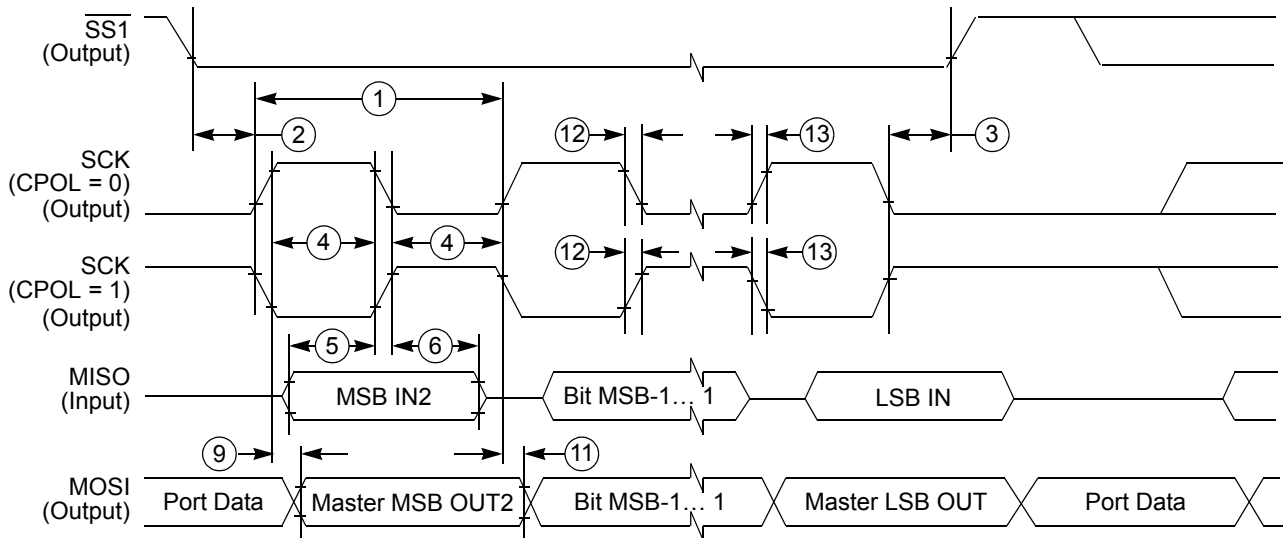 SS1
(Output)
1
2
12
13
3
SCK
(CPOL = 0)
(Output)
4
4
12
13
SCK
(CPOL = 1)
(Output)
5
6
MISO
(Input)
MSB IN2
Bit MSB-1… 1
LSB IN
9
11
MOSI
(Output)
Port Data
Master MSB OUT2
Bit MSB-1… 1
Master LSB OUT
Port Data